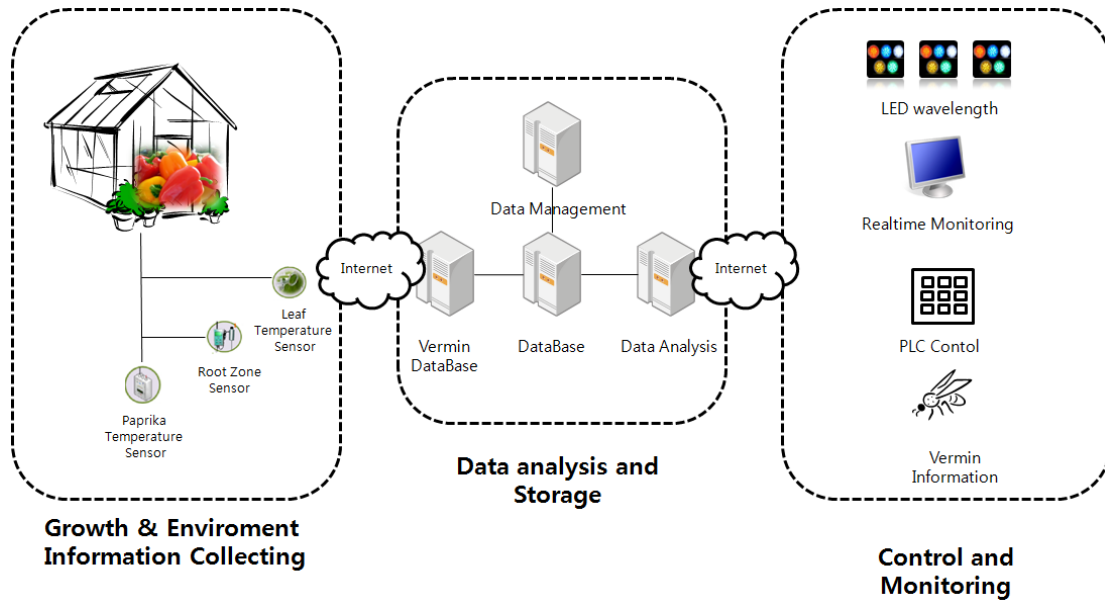 Leaf
Temperature
Sensor
Root Zone
Sensor
Paprika
Temperature
Sensor
Growth & Enviroment
Information Collecting
Internet
Data Management
Vermin
DataBase
DataBase
Data Analysis
Data analysis and
Storage
Internet
LED wavelength
Realtime Monitoring
PLC Contol
Vermin
Information
Control and
Monitoring